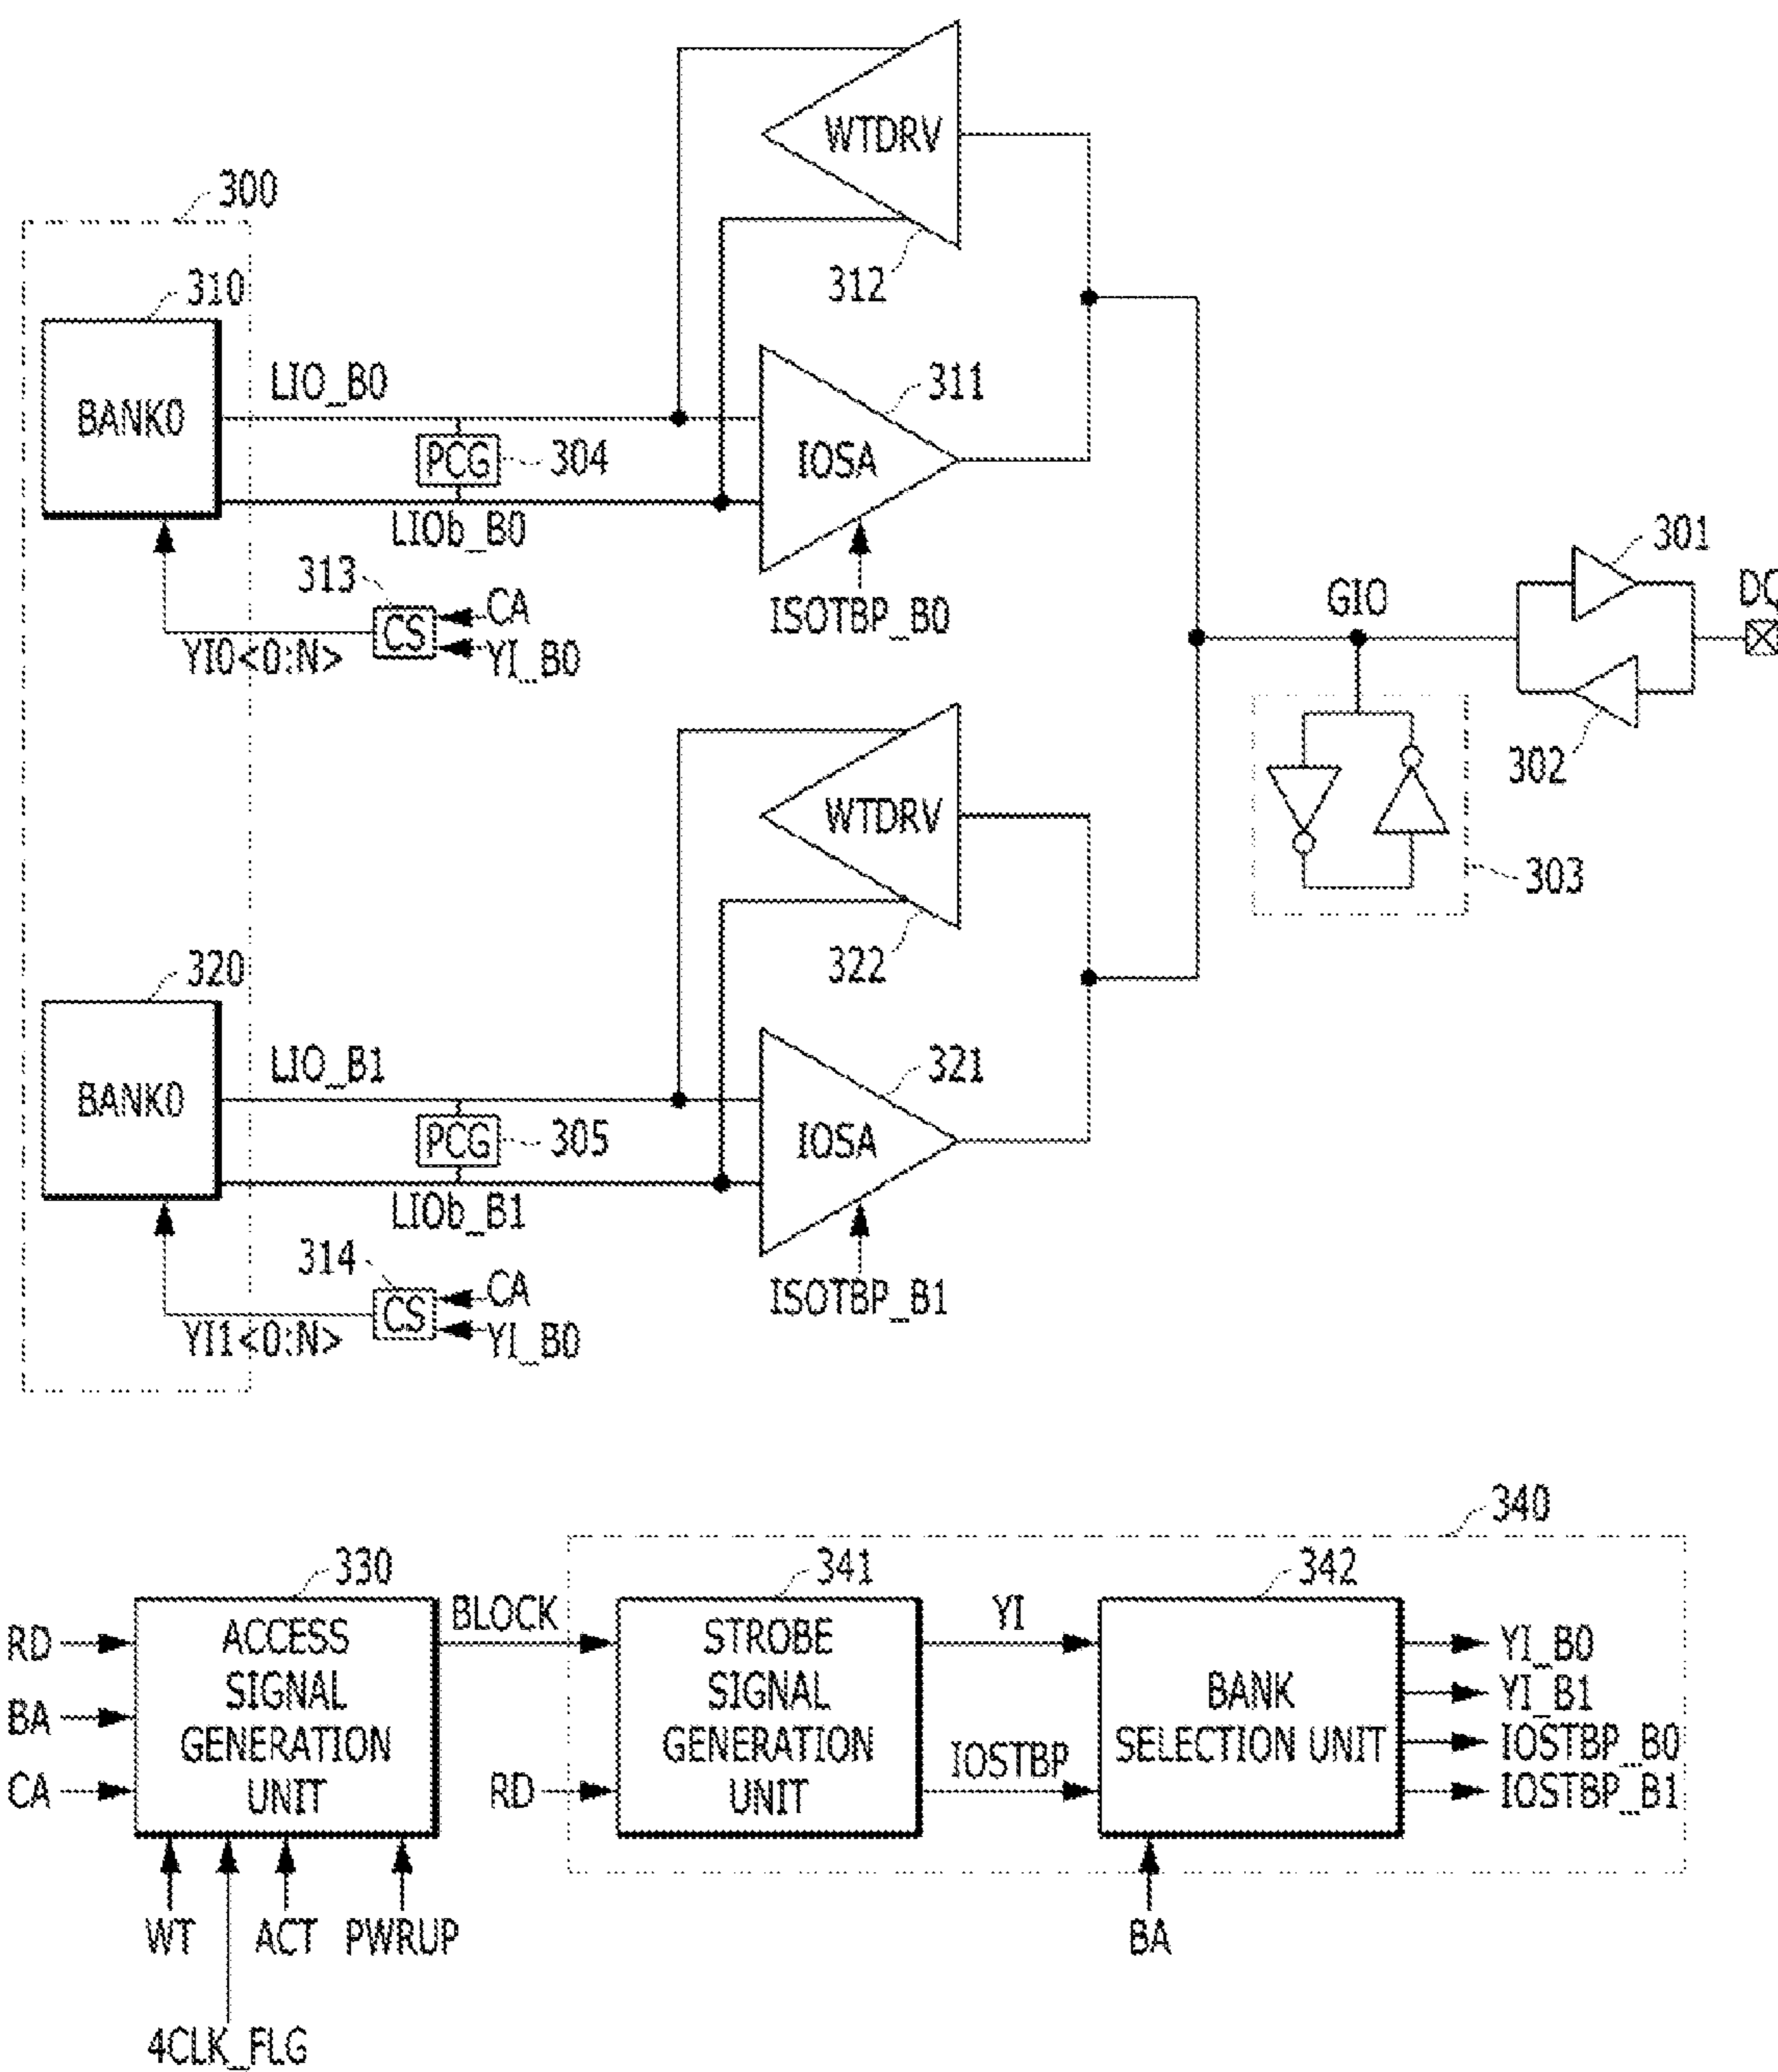 WTDRV
300
312
310
LIO_B0
311
BANK0
PCG
304
IOSA
LIOb_B0
301
313
CA
ISOTBP_B0
GIO
DQ
CS
YI0<0:N>
YI_B0
302
WTDRV
303
322
320
LIO_B1
321
BANK0
PCG
305
IOSA
LIOb_B1
314
CA
ISOTBP_B1
CS
YI1<0:N>
YI_B0
340
330
341
342
RD
BA
CA
ACCESS
SIGNAL
GENERATION
UNIT
BLOCK
RD
STROBE
SIGNAL
GENERATION
UNIT
YI
IOSTBP
BANK
SELECTION UNIT
YI_B0
YI_B1
IOSTBP_B0
IOSTBP_B1
WT
ACT
PWRUP
BA
4CLK_FLG